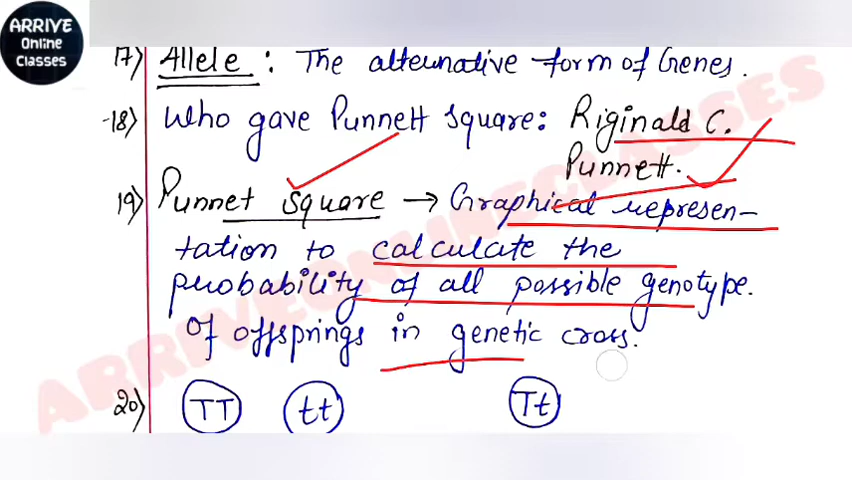 ARRIVE
Online
Classes
17) Allele : The alternative form of Genes.
18) Who gave Punnett square: Riginald C.
Punnett.
19) Punnet square → Graphical represen-
tation to calculate the
probability of all possible genotype.
Of offsprings in genetic cross.
20) TT tt Tt
ARRIVEONLINECLASSES